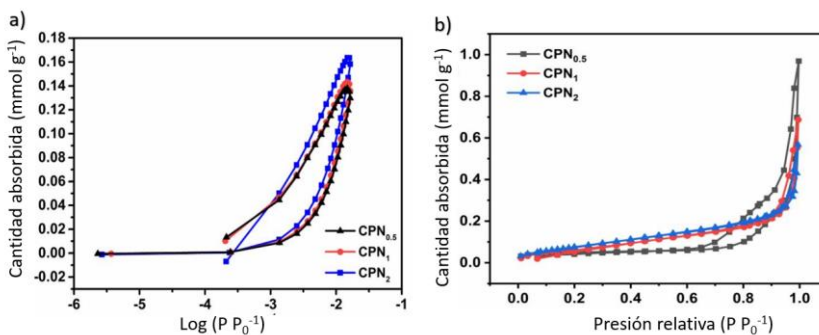 a)
Cantidad absorbida (mmol g⁻¹)
0.18
0.16
0.14
0.12
0.10
0.08
0.06
0.04
0.02
0.00
-0.02
CPN₀.₅
CPN₁
CPN₂
-6 -5 -4 -3 -2 -1
Log (P P₀⁻¹)
b)
Cantidad absorbida (mmol g⁻¹)
1.0
0.8
0.6
0.4
0.2
0.0
CPN₀.₅
CPN₁
CPN₂
0.0 0.2 0.4 0.6 0.8 1.0
Presión relativa (P P₀⁻¹)